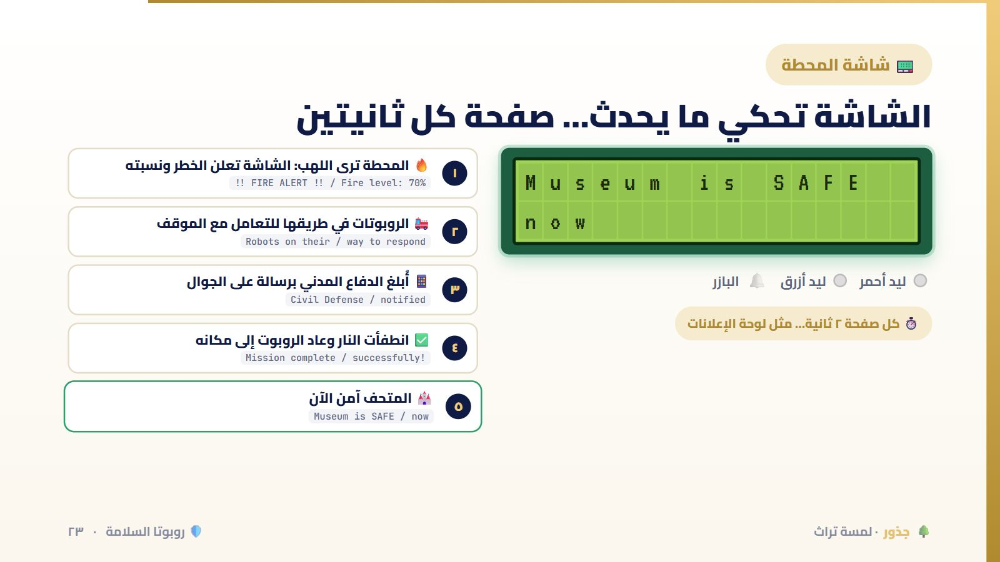 شاشة المحطة
الشاشة تحكي ما يحدث... صفحة كل ثانيتين
Museum is SAFE
now
ليد أحمر
ليد أزرق
البازر
كل صفحة ٢ ثانية... مثل لوحة الإعلانات
١
المحطة ترى اللهب: الشاشة تعلن الخطر ونسبته
!! FIRE ALERT !! / Fire level: 70%
٢
الروبوتات في طريقها للتعامل مع الموقف
Robots on their / way to respond
٣
أُبلغ الدفاع المدني برسالة على الجوال
Civil Defense / notified
٤
انطفأت النار وعاد الروبوت إلى مكانه
Mission complete / successfully!
٥
المتحف آمن الآن
Museum is SAFE / now
جذور · لمسة تراث
روبوتا السلامة · ٢٣